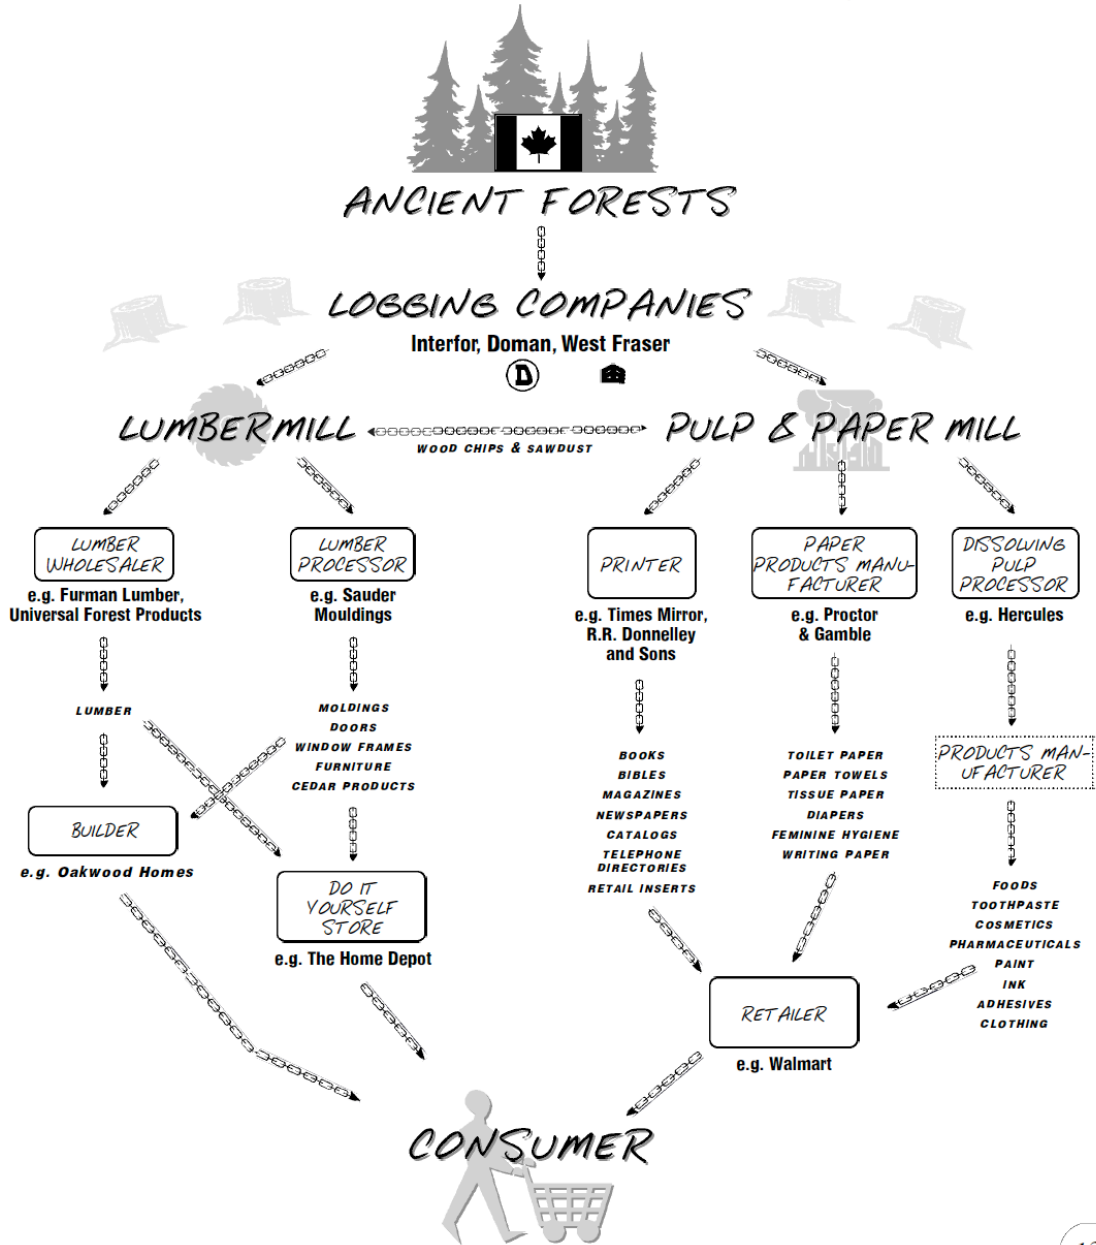 ANCIENT FORESTS
LOGGING COMPANIES
Interfor, Doman, West Fraser
D
LUMBERMILL
PULP & PAPER MILL
WOOD CHIPS & SAWDUST
LUMBER
WHOLESALER
e.g. Furman Lumber,
Universal Forest Products
LUMBER
PROCESSOR
e.g. Sauder
Mouldings
PRINTER
e.g. Times Mirror,
R.R. Donnelley
and Sons
PAPER
PRODUCTS MANU-
FACTURER
e.g. Proctor
& Gamble
DISSOLVING
PULP
PROCESSOR
e.g. Hercules
LUMBER
MOLDINGS
DOORS
WINDOW FRAMES
FURNITURE
CEDAR PRODUCTS
BOOKS
BIBLES
MAGAZINES
NEWSPAPERS
CATALOGS
TELEPHONE
DIRECTORIES
RETAIL INSERTS
TOILET PAPER
PAPER TOWELS
TISSUE PAPER
DIAPERS
FEMININE HYGIENE
WRITING PAPER
PRODUCTS MAN-
UFACTURER
BUILDER
e.g. Oakwood Homes
DO IT
YOURSELF
STORE
e.g. The Home Depot
FOODS
TOOTHPASTE
COSMETICS
PHARMACEUTICALS
PAINT
INK
ADHESIVES
CLOTHING
RETAILER
e.g. Walmart
CONSUMER